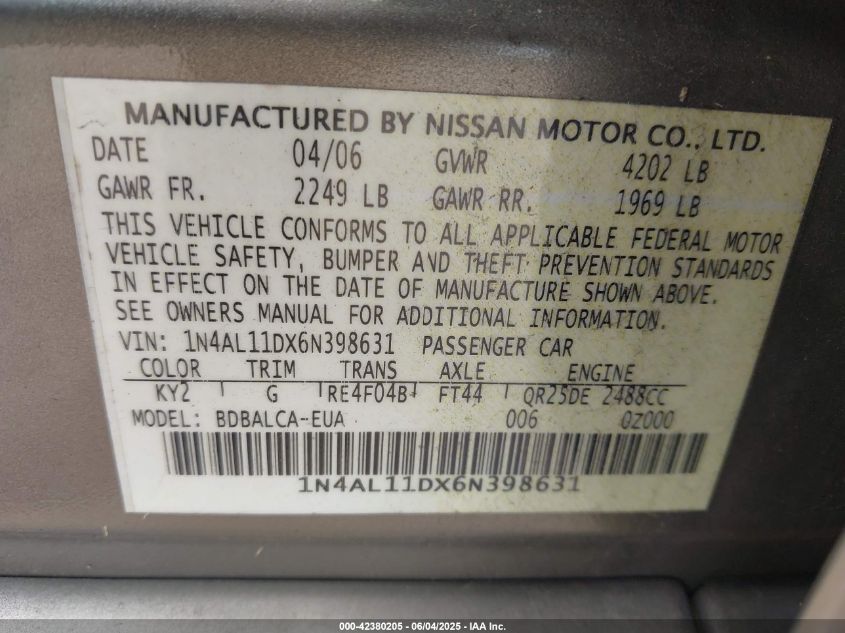 MANUFACTURED BY NISSAN MOTOR CO., LTD.
DATE 04/06 GVWR 4202 LB
GAWR FR. 2249 LB GAWR RR. 1969 LB
THIS VEHICLE CONFORMS TO ALL APPLICABLE FEDERAL MOTOR
VEHICLE SAFETY, BUMPER AND THEFT PREVENTION STANDARDS
IN EFFECT ON THE DATE OF MANUFACTURE SHOWN ABOVE.
SEE OWNERS MANUAL FOR ADDITIONAL INFORMATION.
VIN: 1N4AL11DX6N398631 PASSENGER CAR
COLOR TRIM TRANS AXLE ENGINE
KY2 G RE4F04B FT44 QR25DE 2488CC
MODEL: BDBALCA-EUA 006 0Z000
1N4AL11DX6N398631
000-42380205 - 06/04/2025 - IAA Inc.